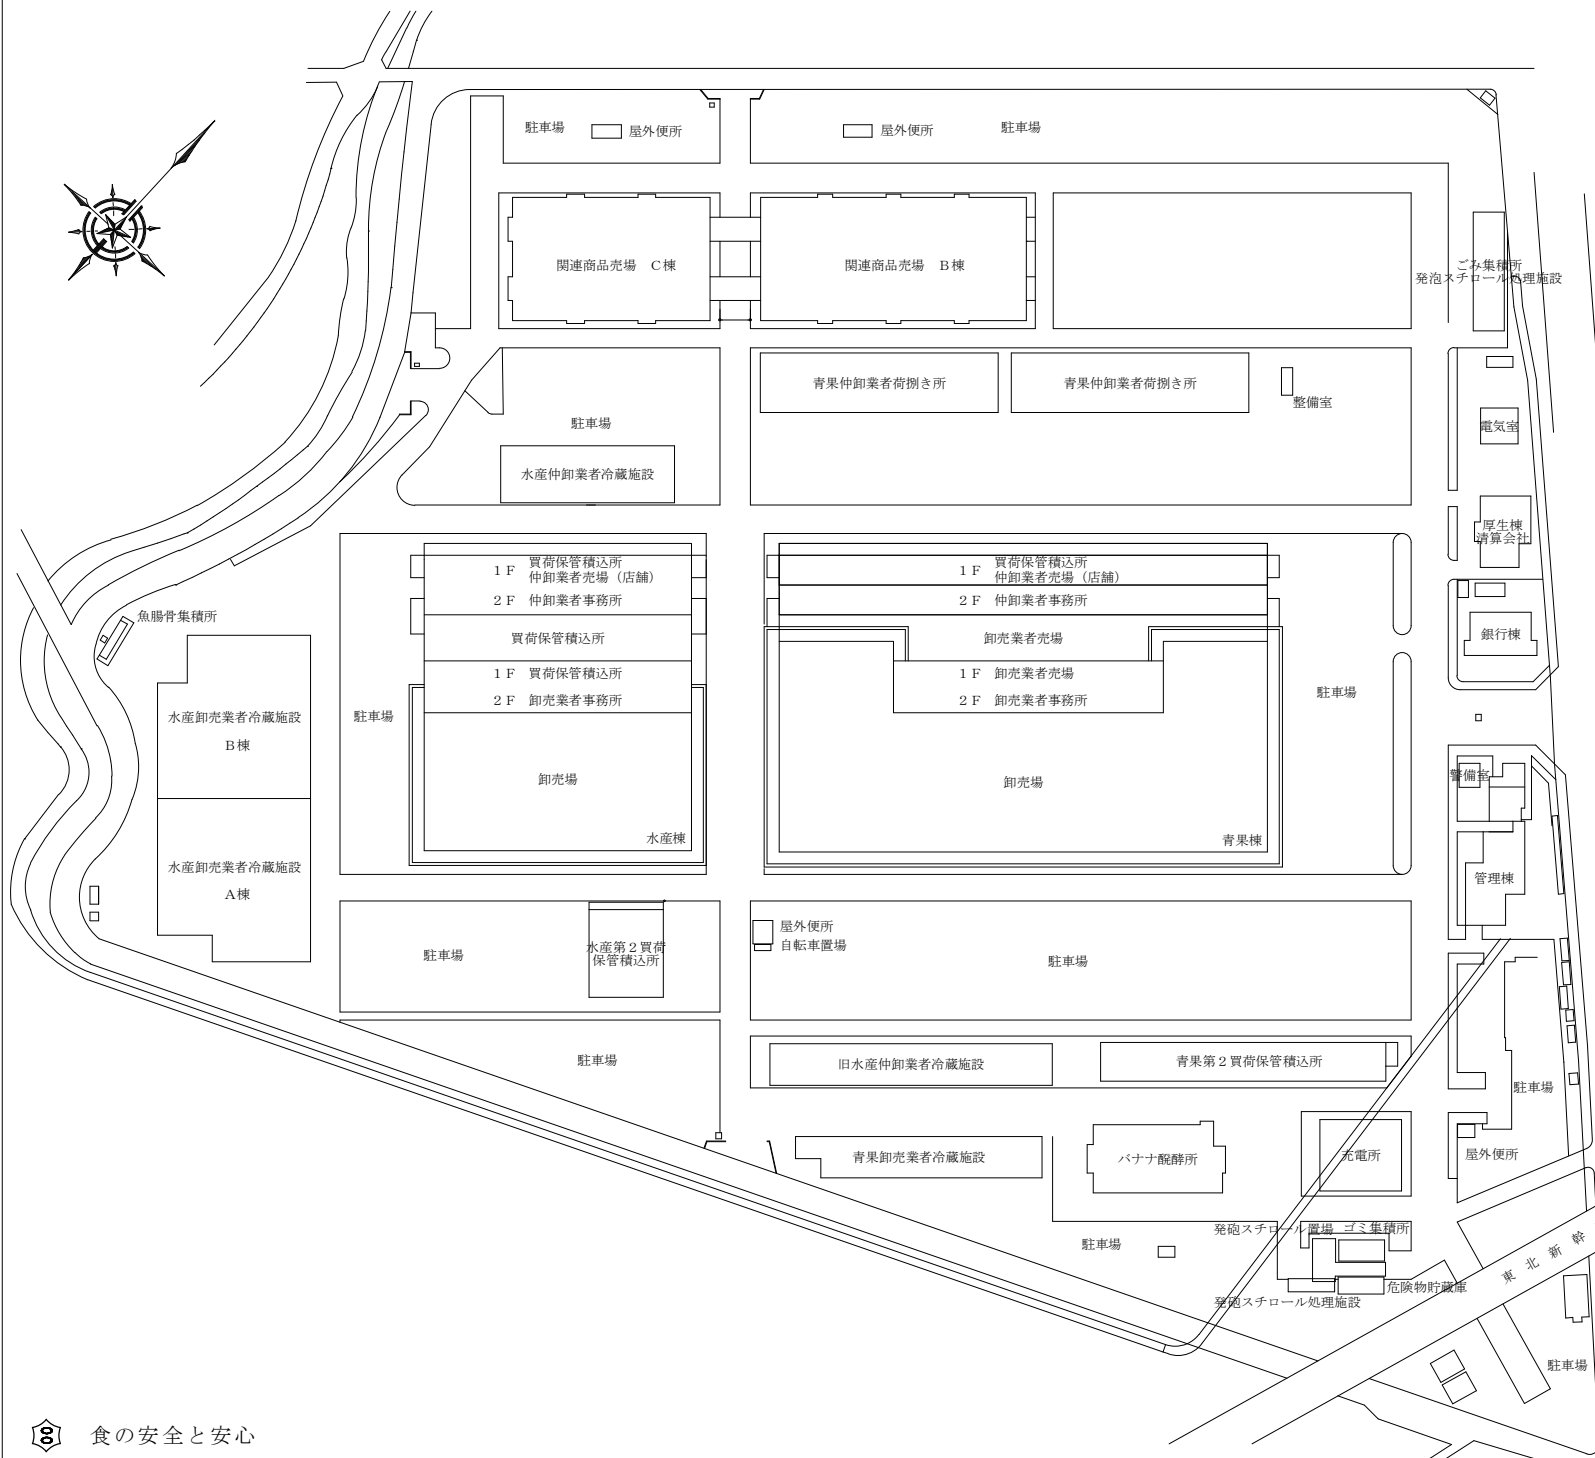 駐車場
屋外便所
屋外便所
駐車場
関連商品売場　Ｃ棟
関連商品売場　Ｂ棟
ごみ集積所
発泡スチロール処理施設
青果仲卸業者荷捌き所
青果仲卸業者荷捌き所
整備室
駐車場
電気室
水産仲卸業者冷蔵施設
厚生棟
清算会社
１Ｆ　買荷保管積込所
仲卸業者売場（店舗）
２Ｆ　仲卸業者事務所
買荷保管積込所
１Ｆ　買荷保管積込所
２Ｆ　卸売業者事務所
卸売場
水産棟
１Ｆ　買荷保管積込所
仲卸業者売場（店舗）
２Ｆ　仲卸業者事務所
卸売業者売場
１Ｆ　卸売業者売場
２Ｆ　卸売業者事務所
卸売場
青果棟
魚腸骨集積所
銀行棟
水産卸売業者冷蔵施設
Ｂ棟
駐車場
駐車場
警備室
水産卸売業者冷蔵施設
Ａ棟
管理棟
駐車場
水産第２買荷
保管積込所
屋外便所
自転車置場
駐車場
駐車場
旧水産仲卸業者冷蔵施設
青果第２買荷保管積込所
駐車場
青果卸売業者冷蔵施設
バナナ醗酵所
充電所
屋外便所
駐車場
発砲スチロール置場
ゴミ集積所
危険物貯蔵庫
発砲スチロール処理施設
東北新幹
駐車場
食の安全と安心